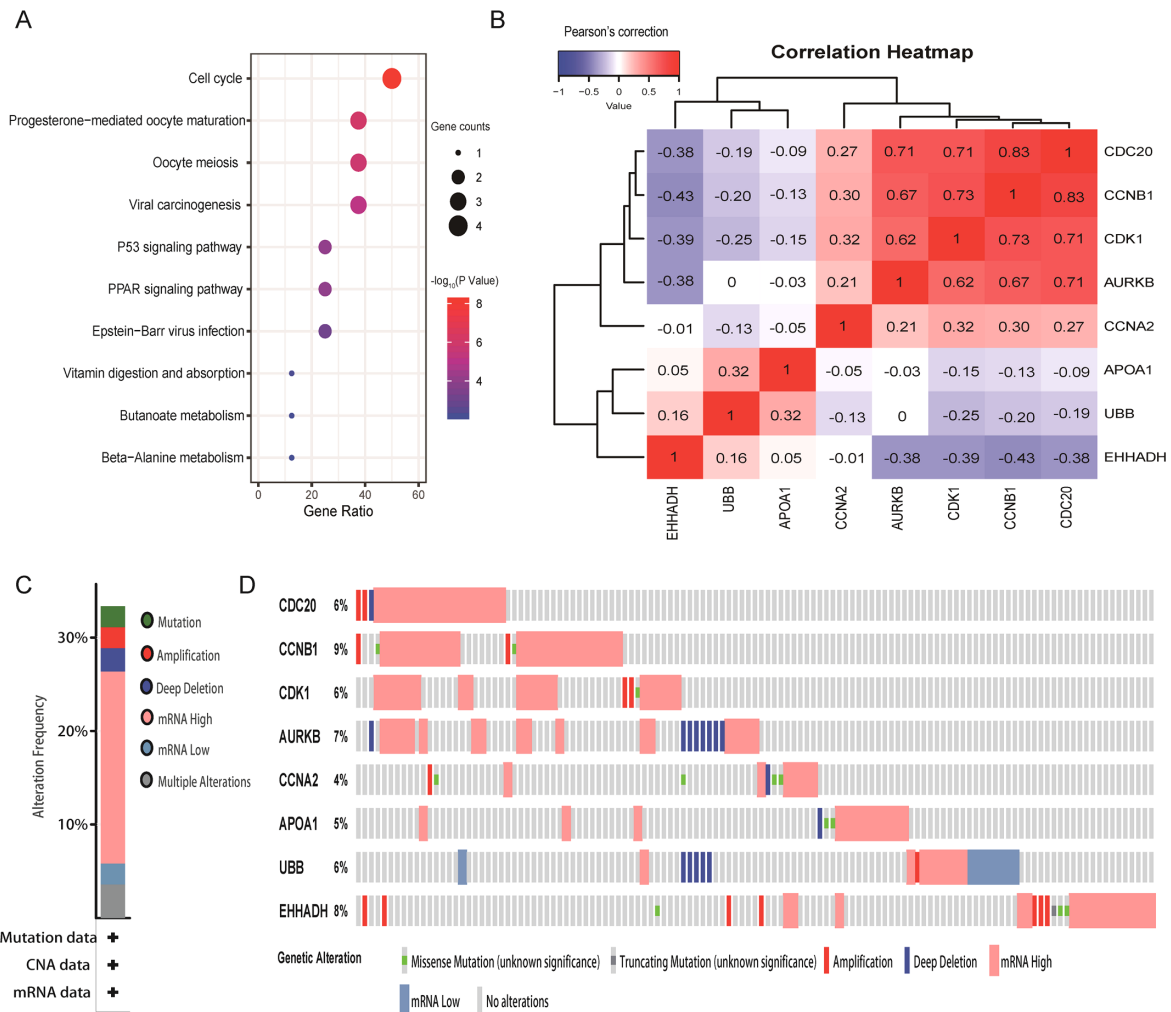 A
Cell cycle
Progesterone−mediated oocyte maturation
Oocyte meiosis
Viral carcinogenesis
P53 signaling pathway
PPAR signaling pathway
Epstein−Barr virus infection
Vitamin digestion and absorption
Butanoate metabolism
Beta−Alanine metabolism
0 20 40 60
Gene Ratio
Gene counts
1
2
3
4
-log10(P Value)
8
6
4
B
Pearson's correction
−1 −0.5 0 0.5 1
Value
Correlation Heatmap
-0.38 -0.19 -0.09 0.27 0.71 0.71 0.83 1 CDC20
-0.43 -0.20 -0.13 0.30 0.67 0.73 1 0.83 CCNB1
-0.39 -0.25 -0.15 0.32 0.62 1 0.73 0.71 CDK1
-0.38 0 -0.03 0.21 1 0.62 0.67 0.71 AURKB
-0.01 -0.13 -0.05 1 0.21 0.32 0.30 0.27 CCNA2
0.05 0.32 1 -0.05 -0.03 -0.15 -0.13 -0.09 APOA1
0.16 1 0.32 -0.13 0 -0.25 -0.20 -0.19 UBB
1 0.16 0.05 -0.01 -0.38 -0.39 -0.43 -0.38 EHHADH
EHHADH UBB APOA1 CCNA2 AURKB CDK1 CCNB1 CDC20
C
Alteration Frequency
30%
20%
10%
Mutation
Amplification
Deep Deletion
mRNA High
mRNA Low
Multiple Alterations
Mutation data +
CNA data +
mRNA data +
D
CDC20 6%
CCNB1 9%
CDK1 6%
AURKB 7%
CCNA2 4%
APOA1 5%
UBB 6%
EHHADH 8%
Genetic Alteration
Missense Mutation (unknown significance) Truncating Mutation (unknown significance) Amplification Deep Deletion mRNA High
mRNA Low No alterations